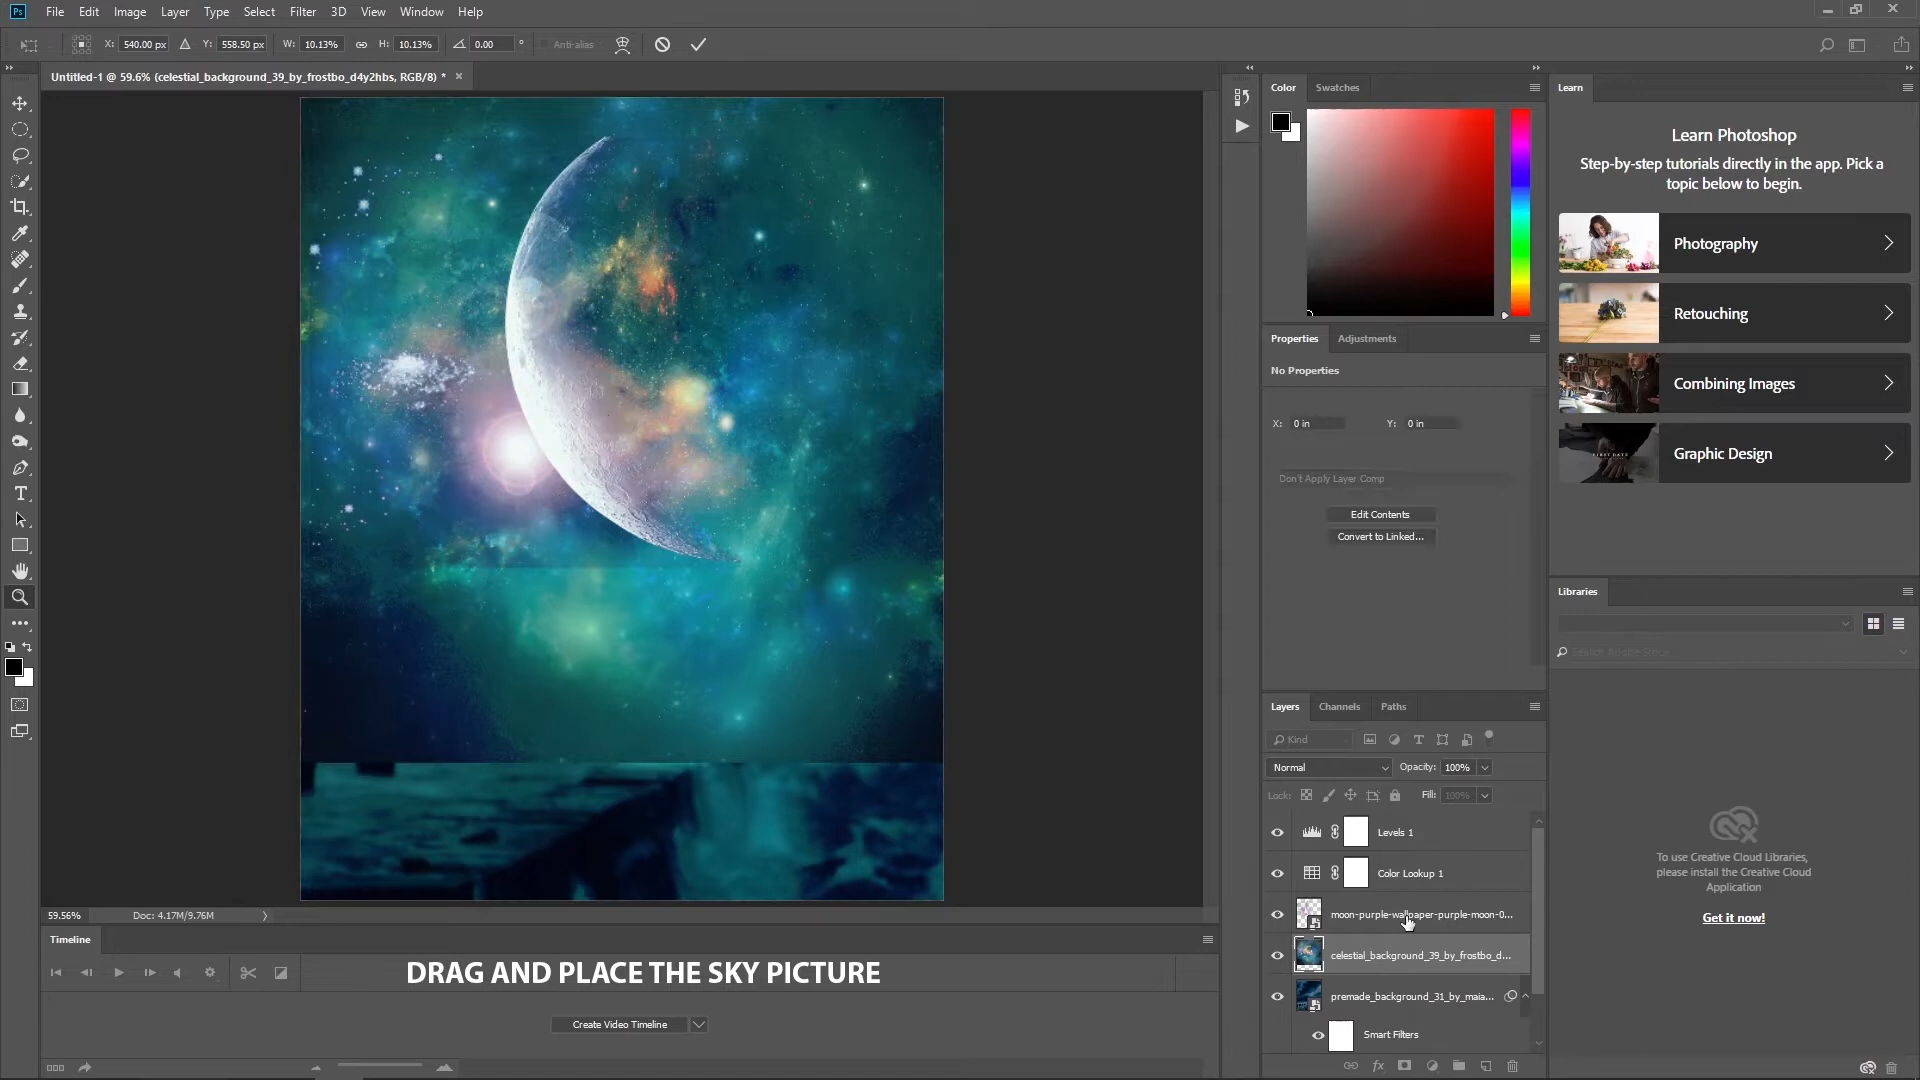 Ps File Edit Image Layer Type Select Filter 3D View Window Help
X: 540.00 px Y: 558.50 px W: 10.13% H: 10.13% 0.00 ° Anti-alias
Untitled-1 @ 59.6% (celestial_background_39_by_frostbo_d4y2hbs, RGB/8) * ×
Color Swatches
Learn
Learn Photoshop
Step-by-step tutorials directly in the app. Pick a
topic below to begin.
Photography
Retouching
Combining Images
Graphic Design
Properties Adjustments
No Properties
X: 0 in Y: 0 in
Don't Apply Layer Comp
Edit Contents
Convert to Linked...
Libraries
Search Adobe Stock
Layers Channels Paths
Kind
Normal Opacity: 100%
Lock: Fill: 100%
Levels 1
Color Lookup 1
moon-purple-wallpaper-purple-moon-0...
celestial_background_39_by_frostbo_d...
premade_background_31_by_maia...
Smart Filters
To use Creative Cloud Libraries,
please install the Creative Cloud
Application
Get it now!
59.56% Doc: 4.17M/9.76M
Timeline
DRAG AND PLACE THE SKY PICTURE
Create Video Timeline